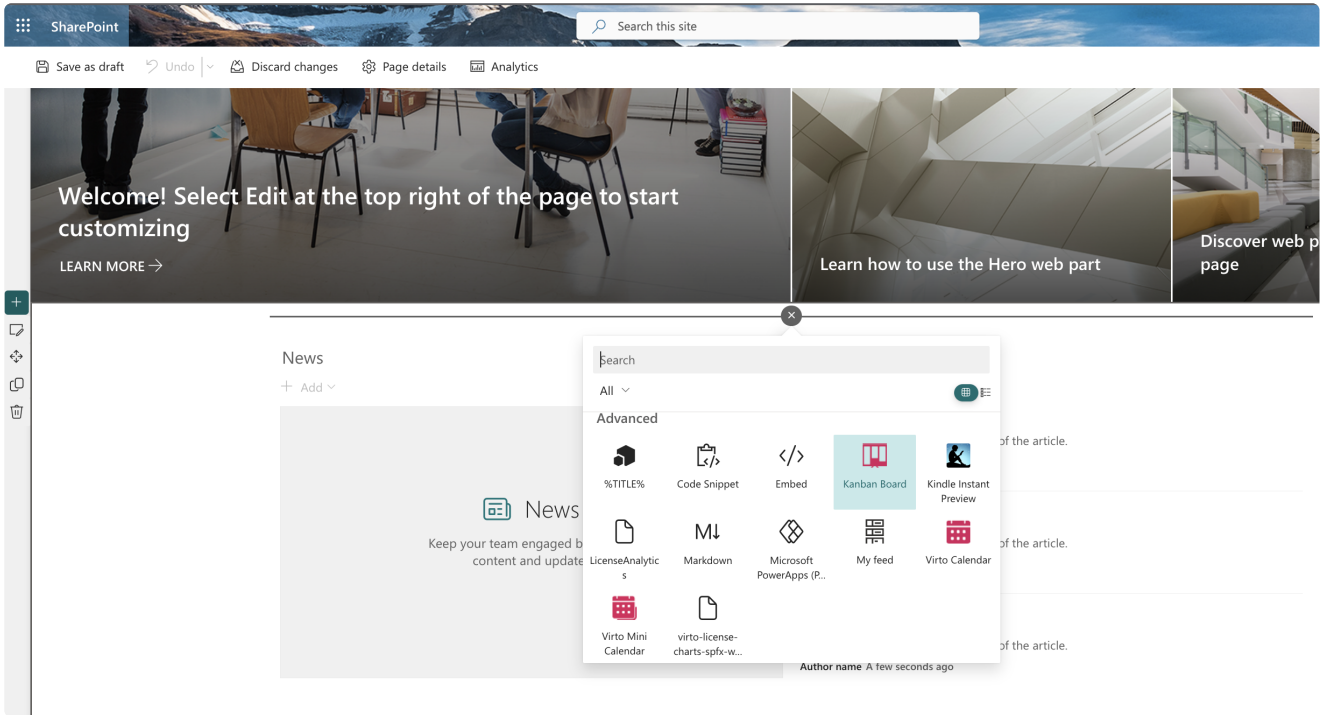 SharePoint
Search this site
Save as draft
Undo
Discard changes
Page details
Analytics
Welcome! Select Edit at the top right of the page to start
customizing
LEARN MORE
Learn how to use the Hero web part
Discover web p
page
News
Add
News
Keep your team engaged b
content and update
Search
All
Advanced
%TITLE%
Code Snippet
Embed
Kanban Board
Kindle Instant
Preview
LicenseAnalytic
s
Markdown
Microsoft
PowerApps (P...
My feed
Virto Calendar
Virto Mini
Calendar
virto-license-
charts-spfx-w...
of the article.
of the article.
of the article.
Author name A few seconds ago